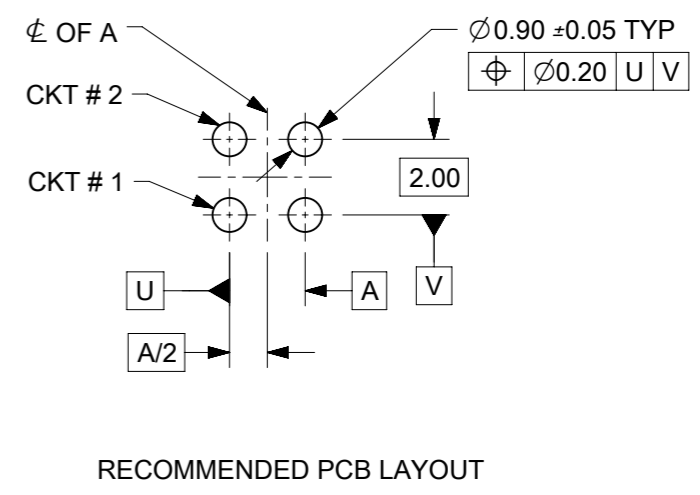 ℄ OF A
⌀0.90 ±0.05 TYP
⌖ ⌀0.20 U V
CKT # 2
2.00
CKT # 1
U
A
V
A/2
RECOMMENDED PCB LAYOUT